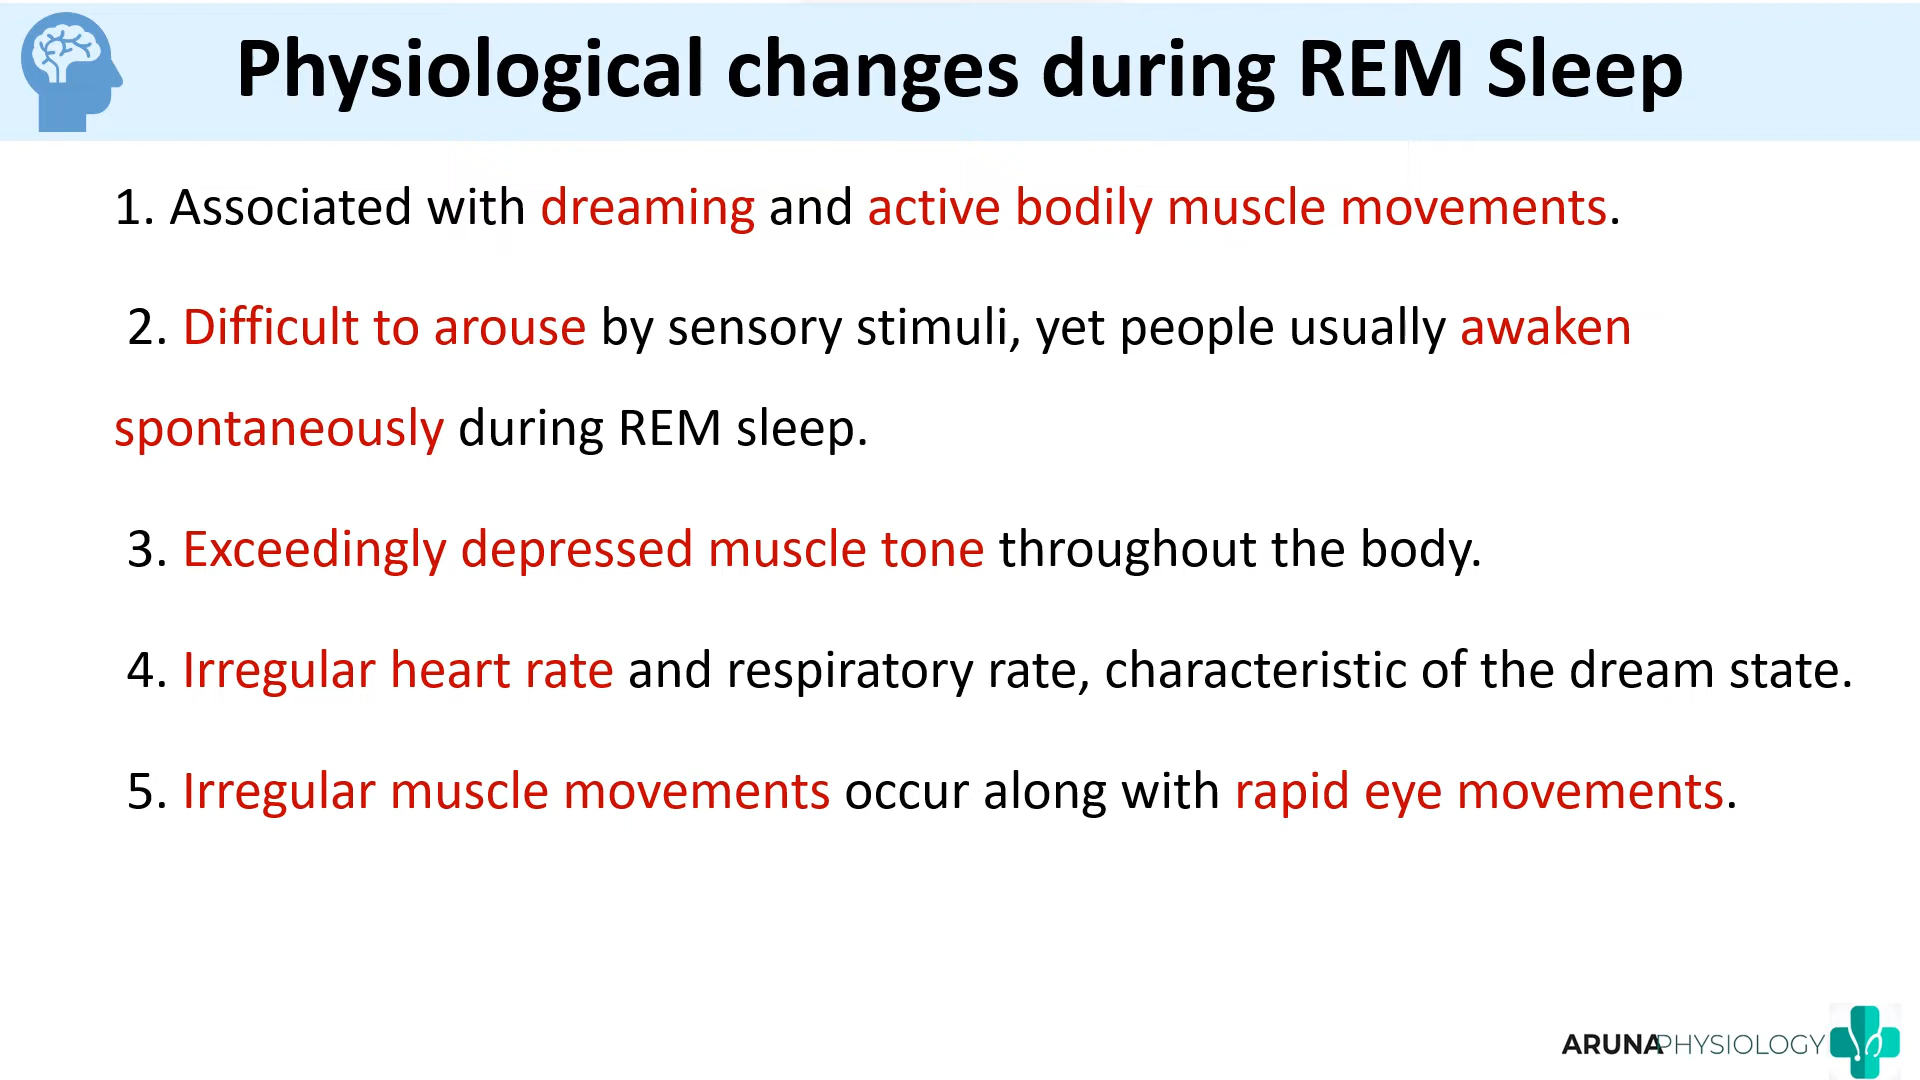 Physiological changes during REM Sleep
1. Associated with dreaming and active bodily muscle movements.
2. Difficult to arouse by sensory stimuli, yet people usually awaken
spontaneously during REM sleep.
3. Exceedingly depressed muscle tone throughout the body.
4. Irregular heart rate and respiratory rate, characteristic of the dream state.
5. Irregular muscle movements occur along with rapid eye movements.
ARUNAPHYSIOLOGY